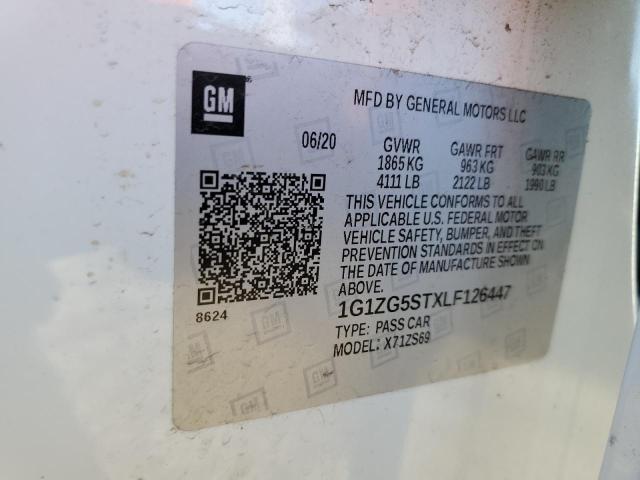 GM
MFD BY GENERAL MOTORS LLC
06/20 GVWR GAWR FRT GAWR RR
1865 KG 963 KG 903 KG
4111 LB 2122 LB 1990 LB
THIS VEHICLE CONFORMS TO ALL
APPLICABLE U.S. FEDERAL MOTOR
VEHICLE SAFETY, BUMPER, AND THEFT
PREVENTION STANDARDS IN EFFECT ON
THE DATE OF MANUFACTURE SHOWN
ABOVE.
8624
1G1ZG5STXLF126447
TYPE: PASS CAR
MODEL: X71ZS69